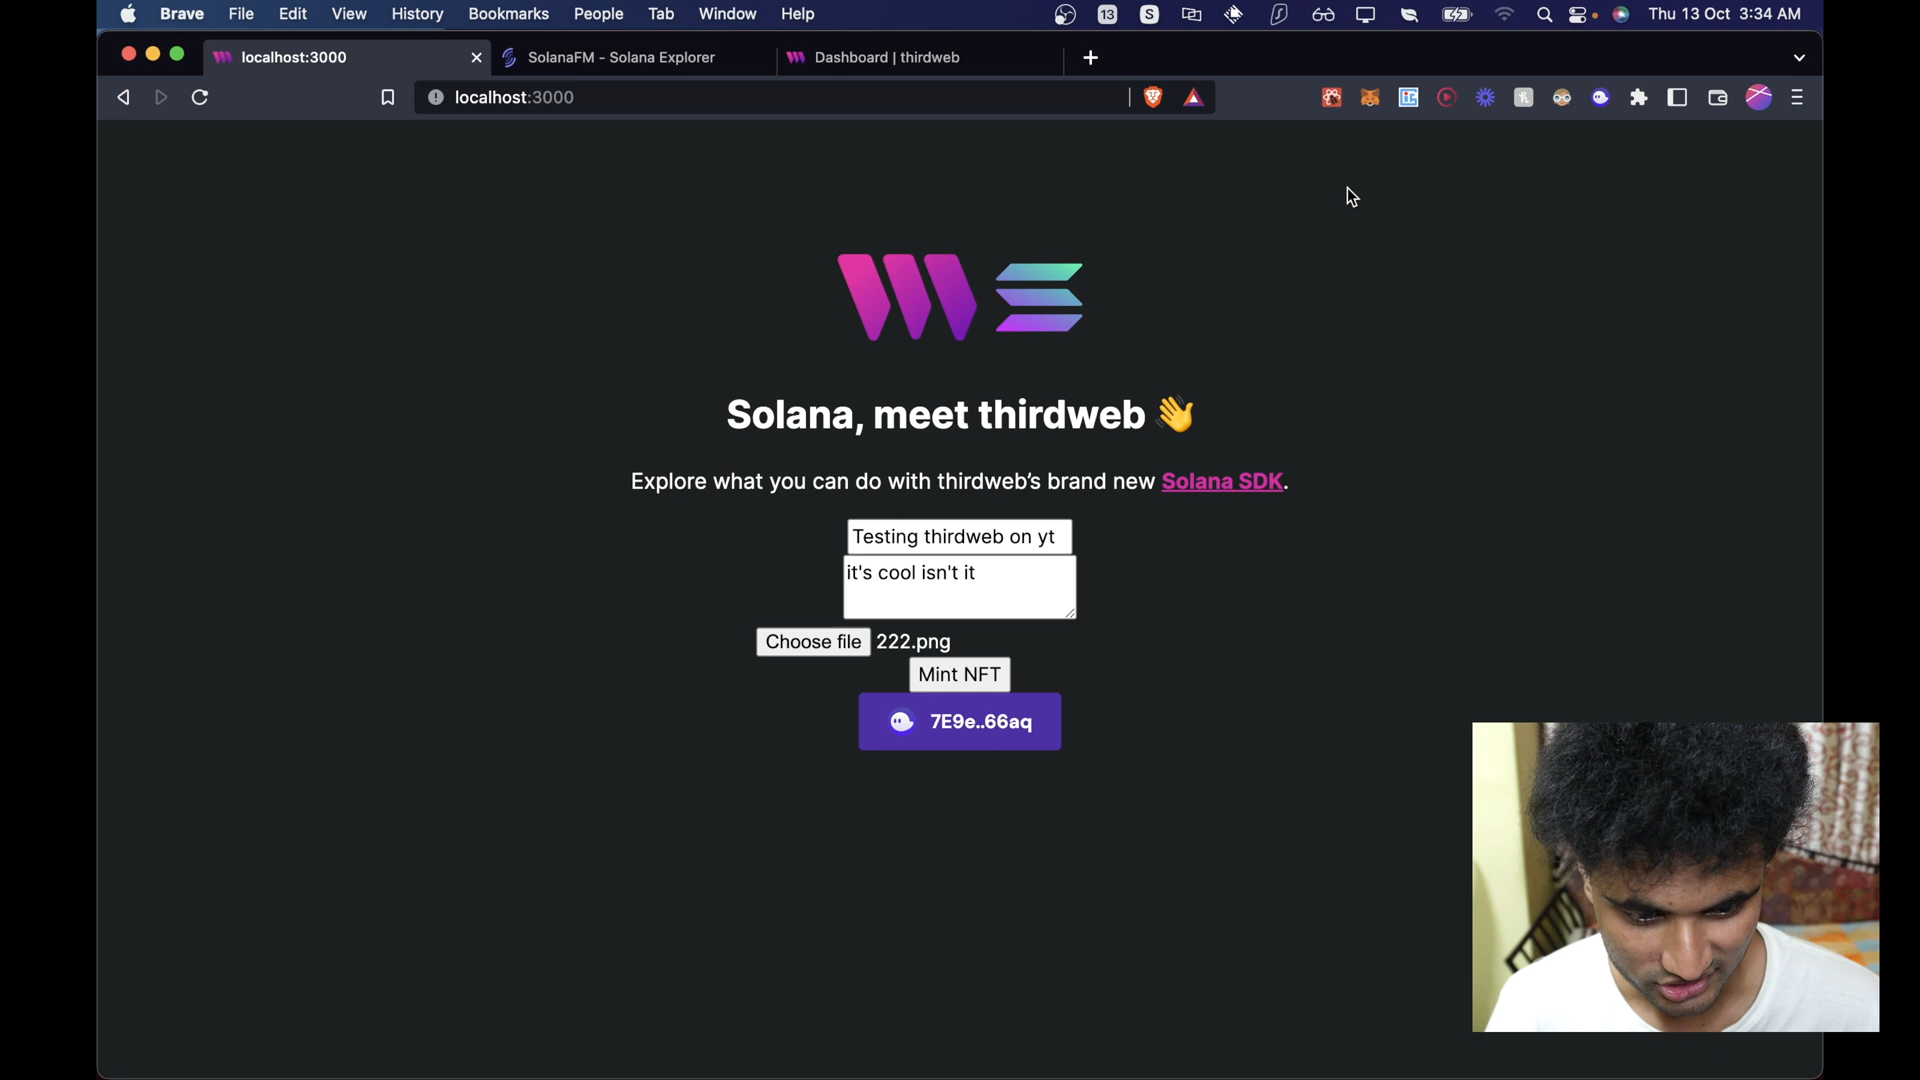 Brave File Edit View History Bookmarks People Tab Window Help 13 S Thu 13 Oct 3:34 AM
localhost:3000 SolanaFM - Solana Explorer Dashboard | thirdweb
localhost:3000
Solana, meet thirdweb 👋
Explore what you can do with thirdweb's brand new Solana SDK.
Testing thirdweb on yt
it's cool isn't it
Choose file 222.png
Mint NFT
7E9e..66aq